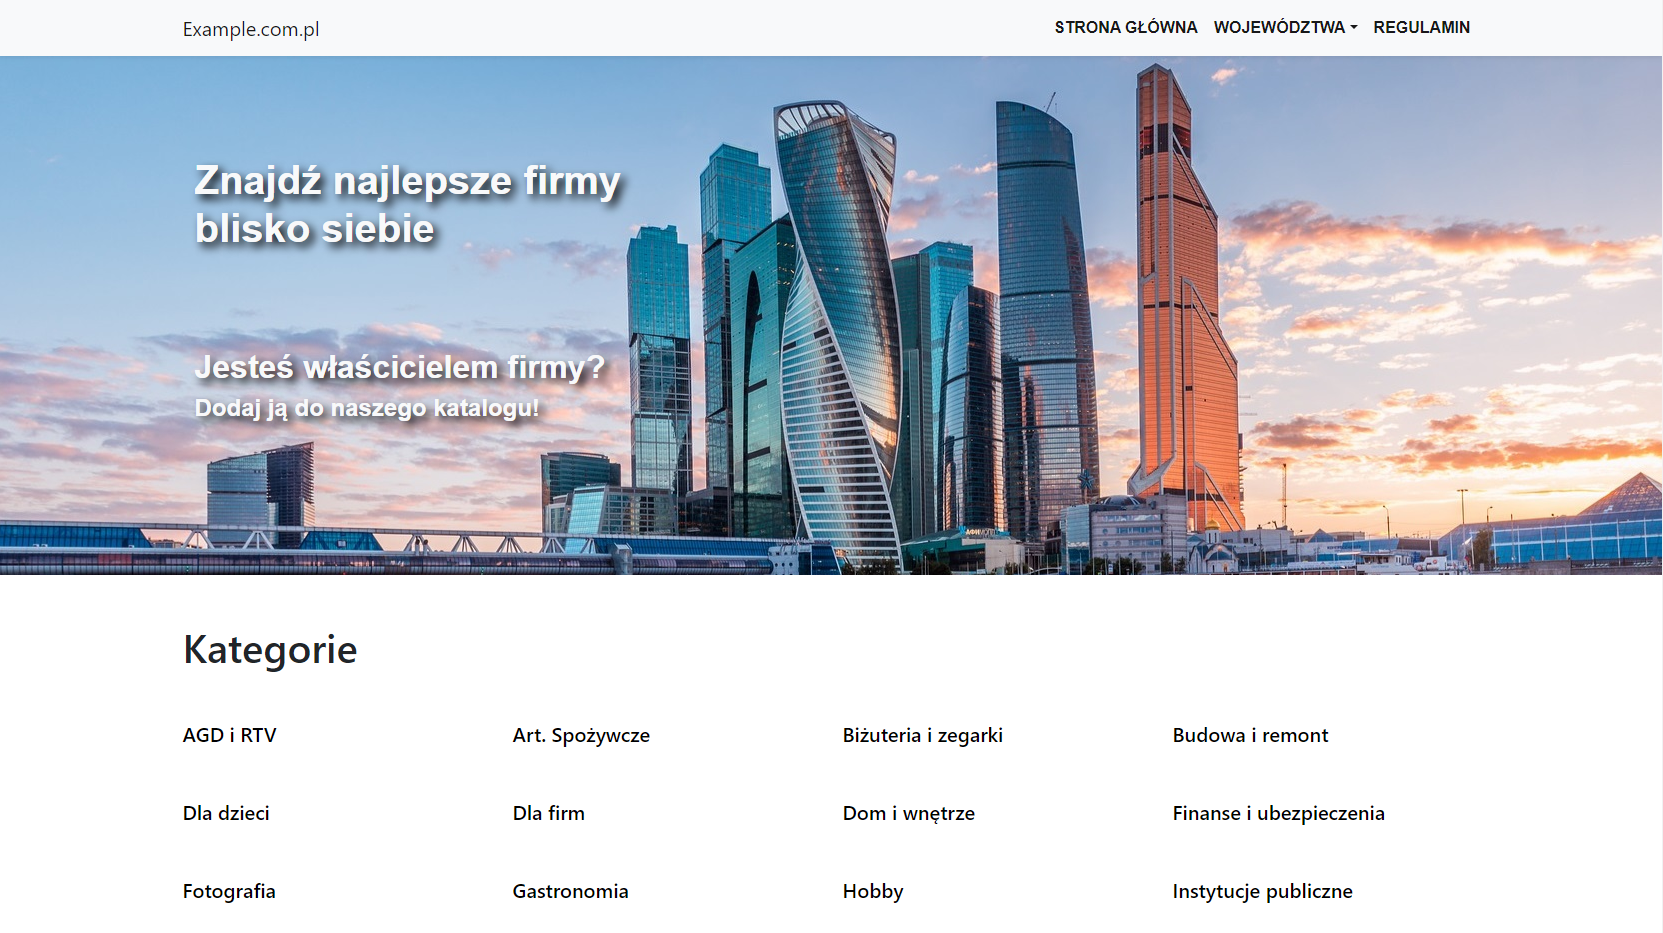 Example.com.pl
STRONA GŁÓWNA WOJEWÓDZTWA REGULAMIN
Znajdź najlepsze firmy
blisko siebie
Jesteś właścicielem firmy?
Dodaj ją do naszego katalogu!
Kategorie
AGD i RTV Art. Spożywcze Biżuteria i zegarki Budowa i remont
Dla dzieci Dla firm Dom i wnętrze Finanse i ubezpieczenia
Fotografia Gastronomia Hobby Instytucje publiczne